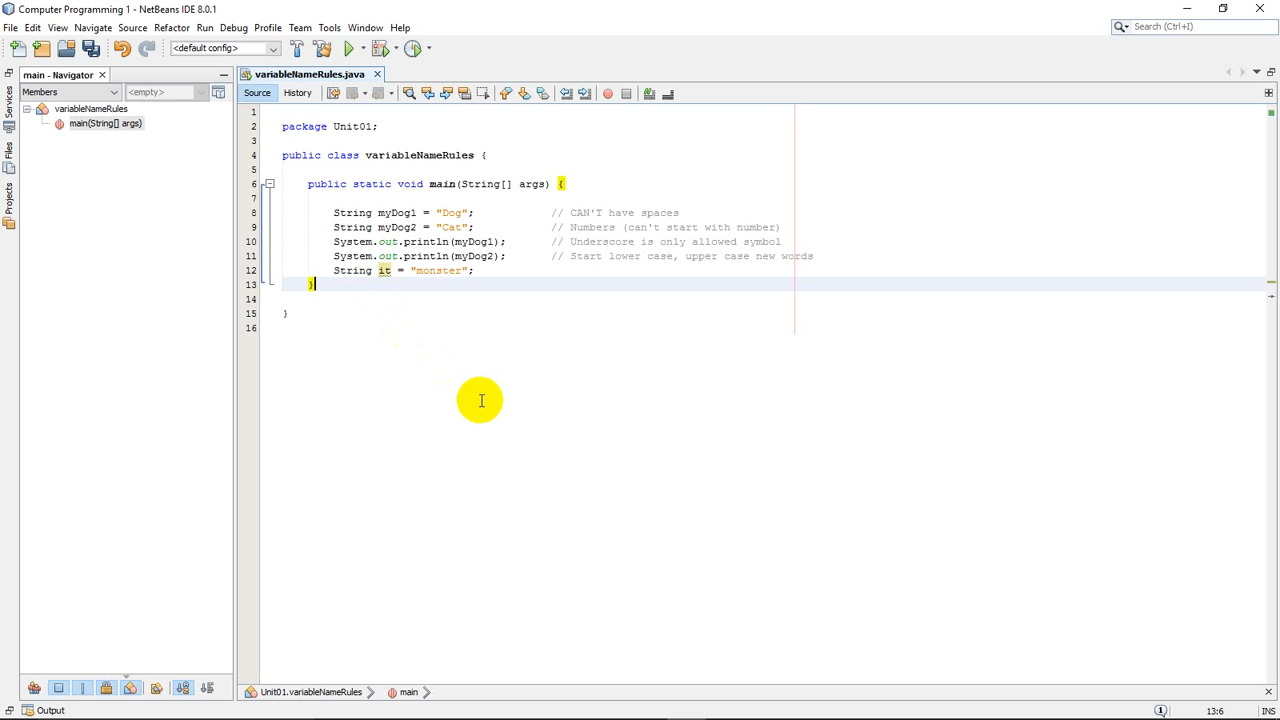 Computer Programming 1 - NetBeans IDE 8.0.1
File Edit View Navigate Source Refactor Run Debug Profile Team Tools Window Help
Search (Ctrl+I)
<default config>
main - Navigator
variableNameRules.java
Members
<empty>
Source History
variableNameRules
main(String[] args)
Services
Files
Projects
1
2 package Unit01;
3
4 public class variableNameRules {
5
6 public static void main(String[] args) {
7
8 String myDog1 = "Dog"; // CAN'T have spaces
9 String myDog2 = "Cat"; // Numbers (can't start with number)
10 System.out.println(myDog1); // Underscore is only allowed symbol
11 System.out.println(myDog2); // Start lower case, upper case new words
12 String it = "monster";
13 }
14
15 }
16
Unit01.variableNameRules main
Output
1
13:6 INS